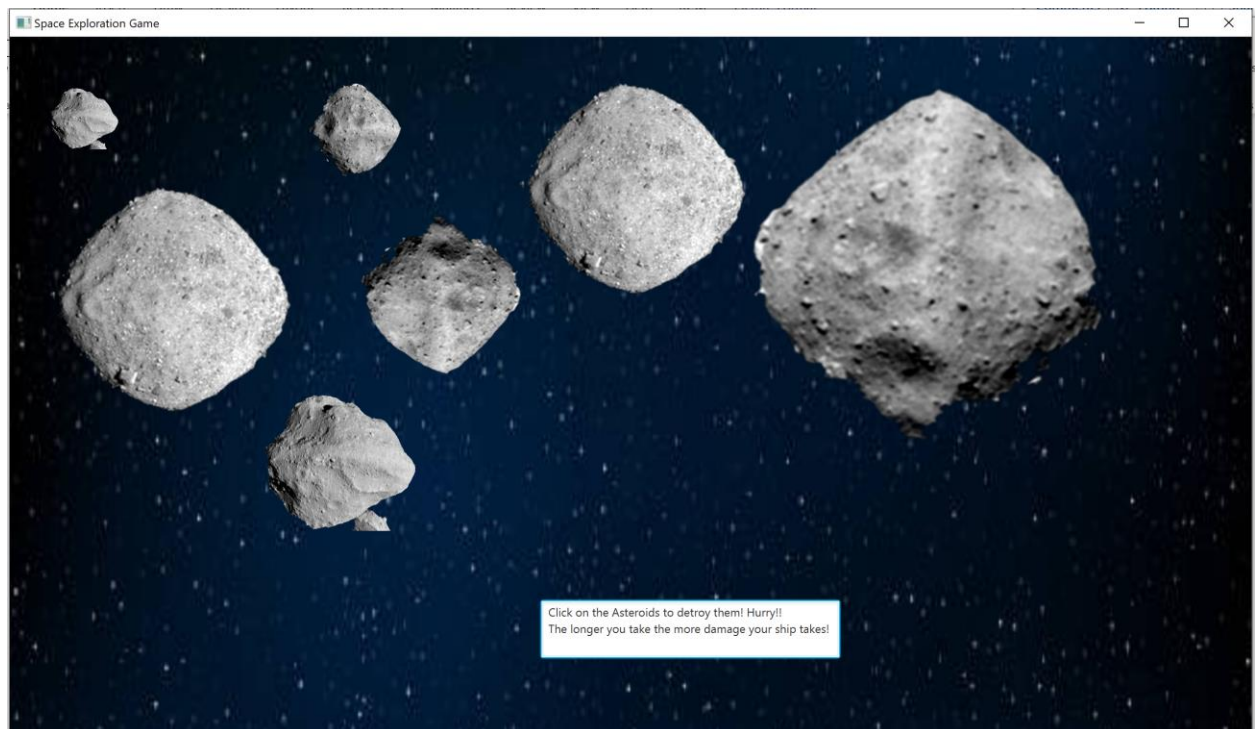 Space Exploration Game
Click on the Asteroids to detroy them! Hurry!!
The longer you take the more damage your ship takes!